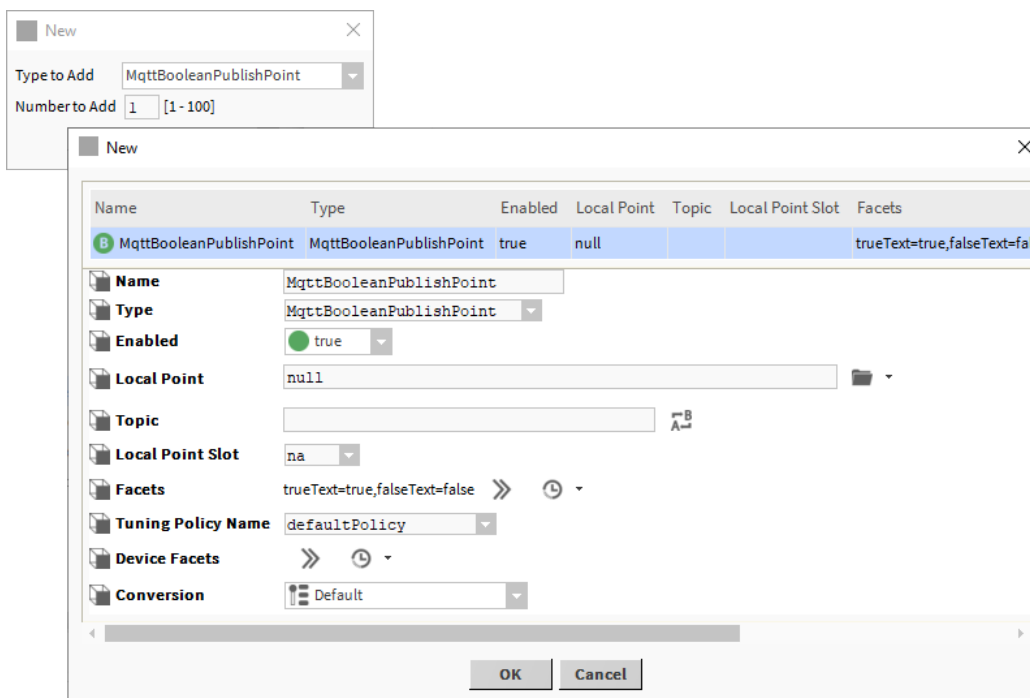 New
Type to Add MqttBooleanPublishPoint
Number to Add 1 [1 - 100]
New
Name Type Enabled Local Point Topic Local Point Slot Facets
B MqttBooleanPublishPoint MqttBooleanPublishPoint true null trueText=true,falseText=fa
Name MqttBooleanPublishPoint
Type MqttBooleanPublishPoint
Enabled true
Local Point null
Topic
Local Point Slot na
Facets trueText=true,falseText=false
Tuning Policy Name defaultPolicy
Device Facets
Conversion Default
OK Cancel